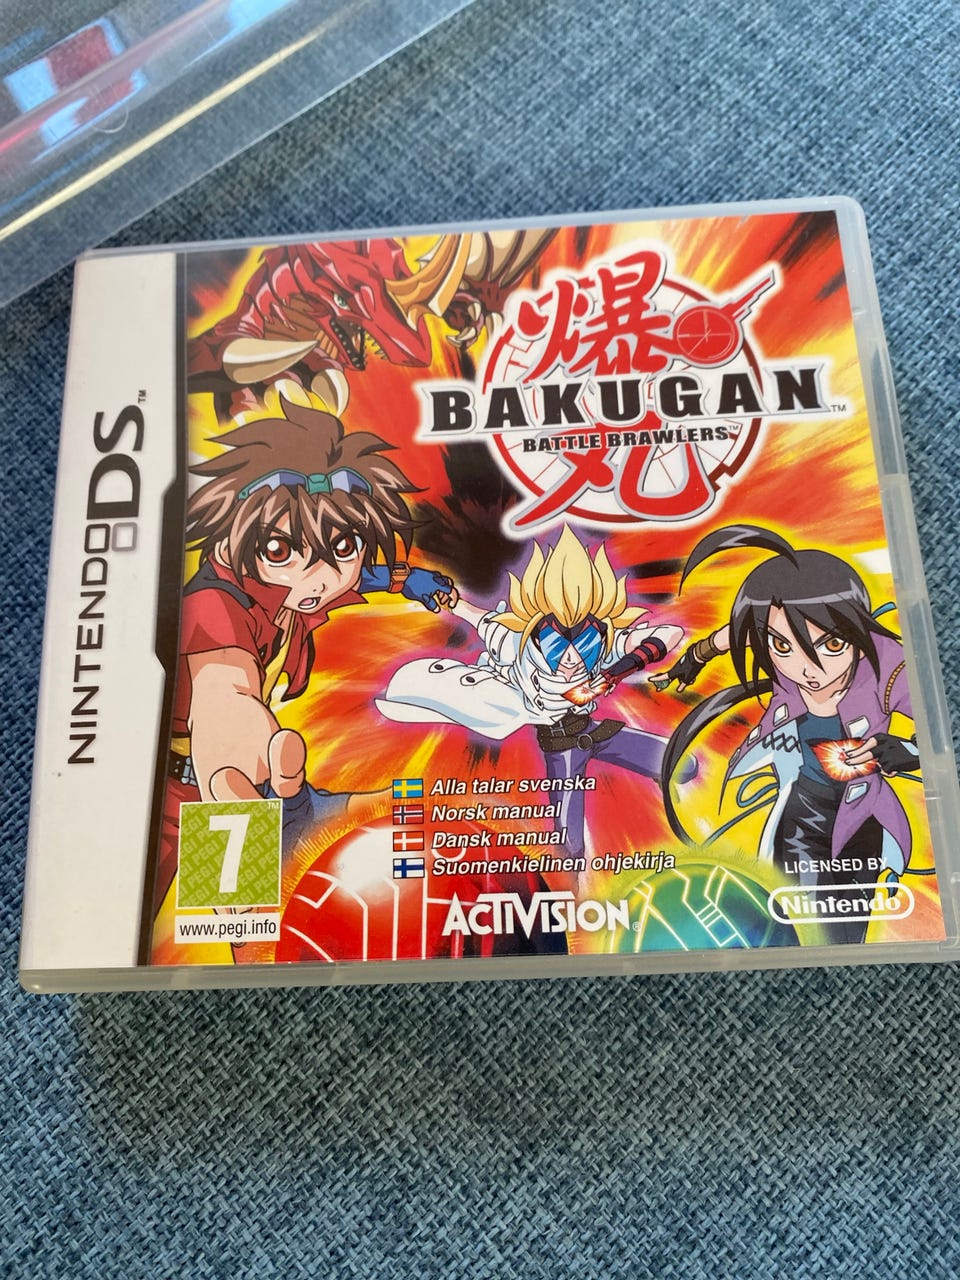 NINTENDO DS™
爆丸
BAKUGAN™
BATTLE BRAWLERS™
Alla talar svenska
Norsk manual
Dansk manual
Suomenkielinen ohjekirja
PEGI
7™
www.pegi.info
ACTIVISION®
LICENSED BY
Nintendo